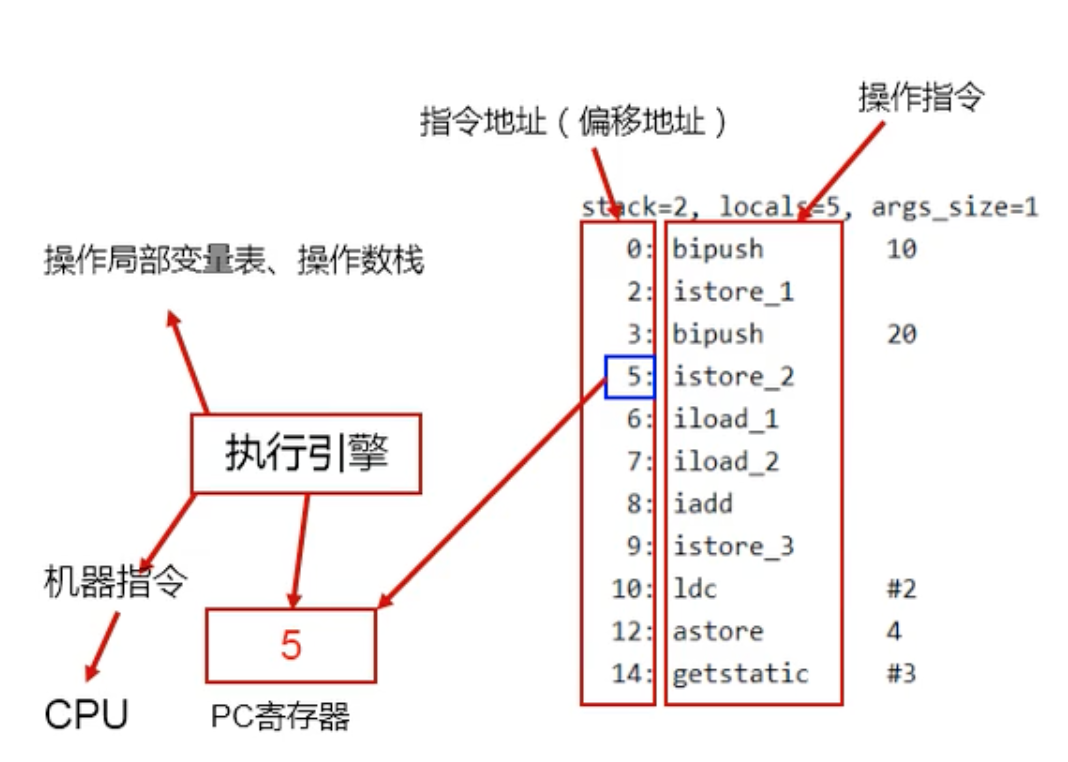 操作指令
指令地址（偏移地址）
stack=2, locals=5, args_size=1
0: bipush 10
2: istore_1
3: bipush 20
5: istore_2
6: iload_1
7: iload_2
8: iadd
9: istore_3
10: ldc #2
12: astore 4
14: getstatic #3
操作局部变量表、操作数栈
执行引擎
机器指令
CPU
5
PC寄存器